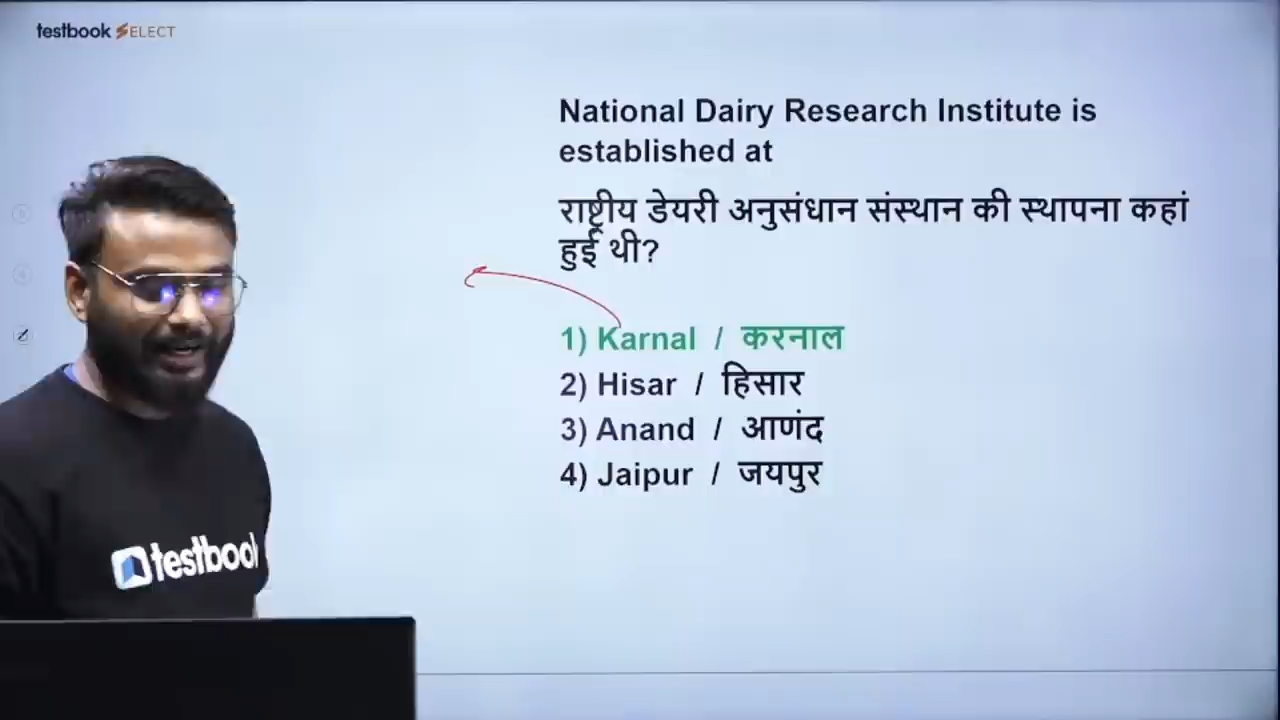 testbook SELECT
National Dairy Research Institute is
established at
राष्ट्रीय डेयरी अनुसंधान संस्थान की स्थापना कहां
हुई थी?
1) Karnal / करनाल
2) Hisar / हिसार
3) Anand / आणंद
4) Jaipur / जयपुर
testbook